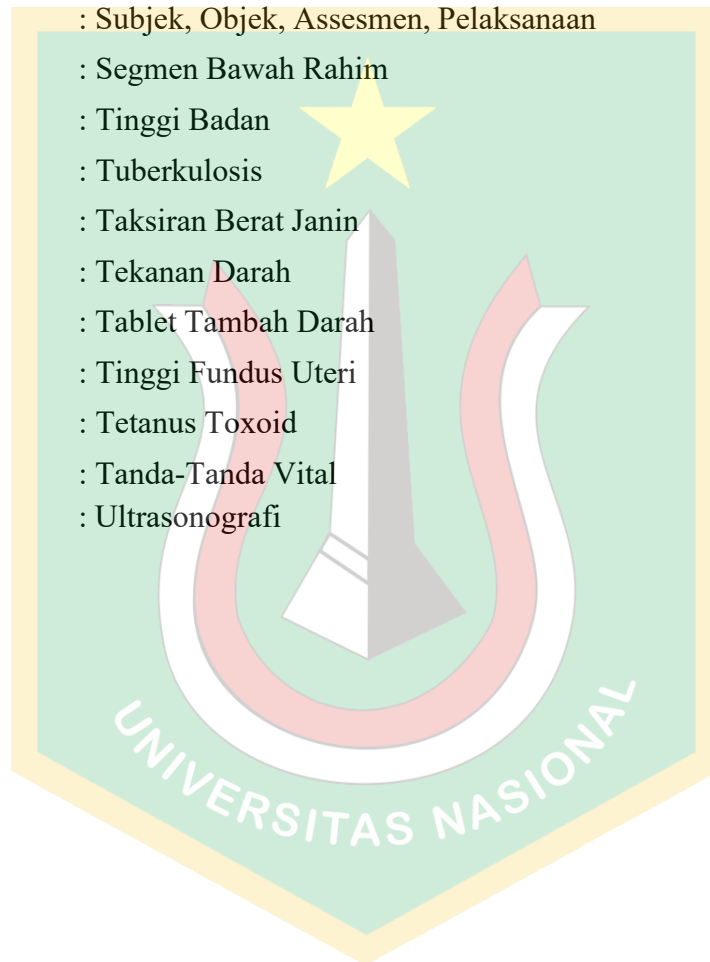 : Subjek, Objek, Assesmen, Pelaksanaan
: Segmen Bawah Rahim
: Tinggi Badan
: Tuberkulosis
: Taksiran Berat Janin
: Tekanan Darah
: Tablet Tambah Darah
: Tinggi Fundus Uteri
: Tetanus Toxoid
: Tanda-Tanda Vital
: Ultrasonografi
UNIVERSITAS NASIONAL